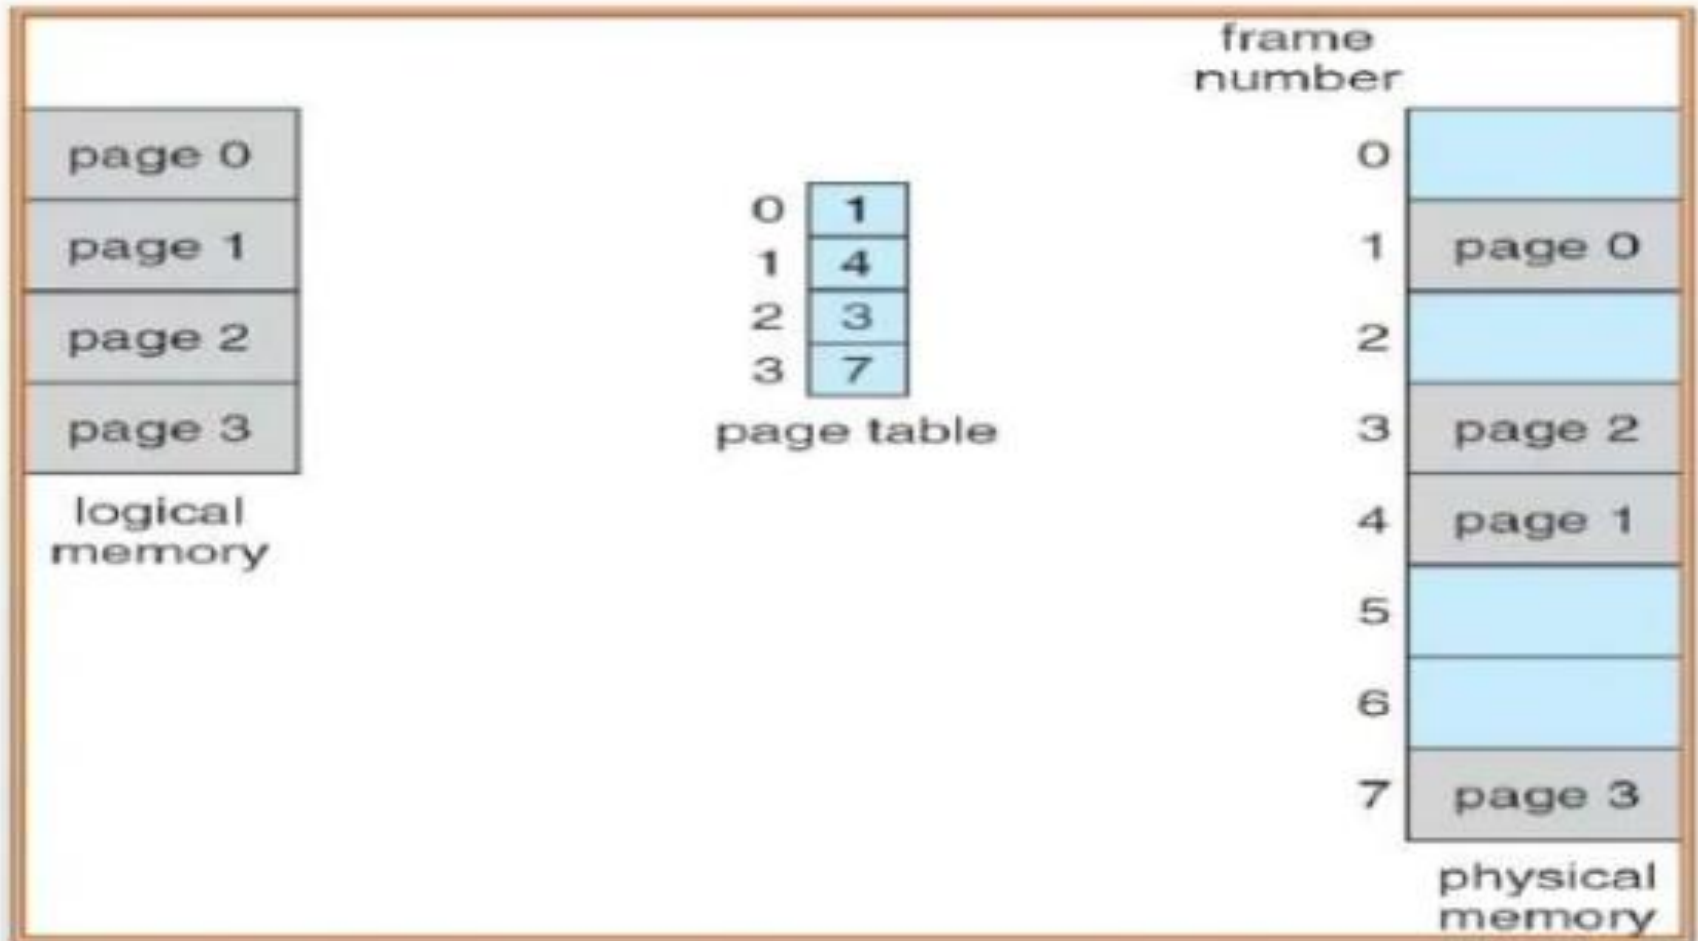 page 0
page 1
page 2
page 3
logical
memory
0 1
1 4
2 3
3 7
page table
frame
number
0
1 page 0
2
3 page 2
4 page 1
5
6
7 page 3
physical
memory